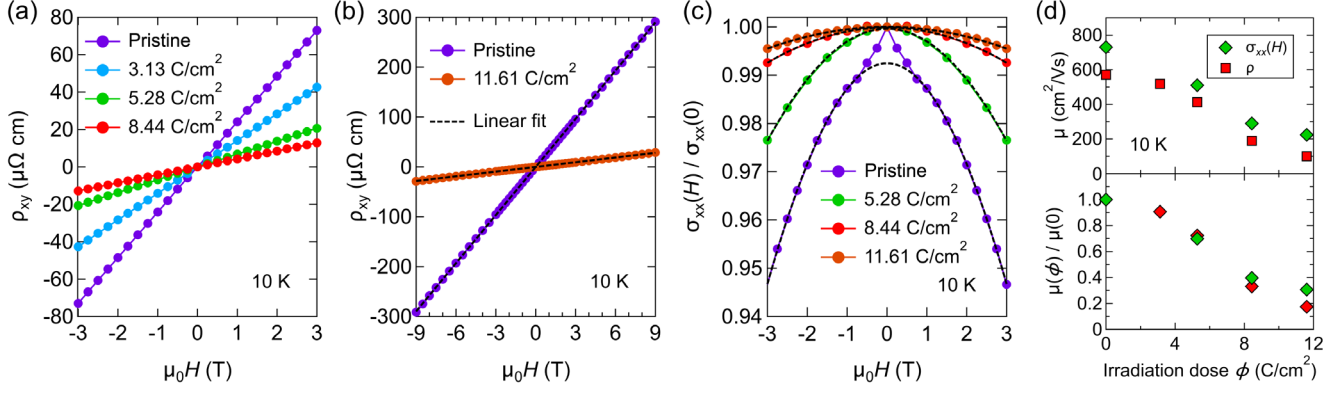 (a)
80
60
40
20
0
-20
-40
-60
-80
ρxy (μΩ cm)
Pristine
3.13 C/cm²
5.28 C/cm²
8.44 C/cm²
10 K
-3 -2 -1 0 1 2 3
μ₀H (T)
(b)
300
200
100
0
-100
-200
-300
ρxy (μΩ cm)
Pristine
11.61 C/cm²
Linear fit
10 K
-9 -6 -3 0 3 6 9
μ₀H (T)
(c)
1.00
0.99
0.98
0.97
0.96
0.95
0.94
σxx(H) / σxx(0)
Pristine
5.28 C/cm²
8.44 C/cm²
11.61 C/cm²
10 K
-3 -2 -1 0 1 2 3
μ₀H (T)
(d)
800
600
400
200
0
μ (cm²/Vs)
σxx(H)
ρ
10 K
1.0
0.8
0.6
0.4
0.2
0
μ(ϕ) / μ(0)
0 4 8 12
Irradiation dose ϕ (C/cm²)